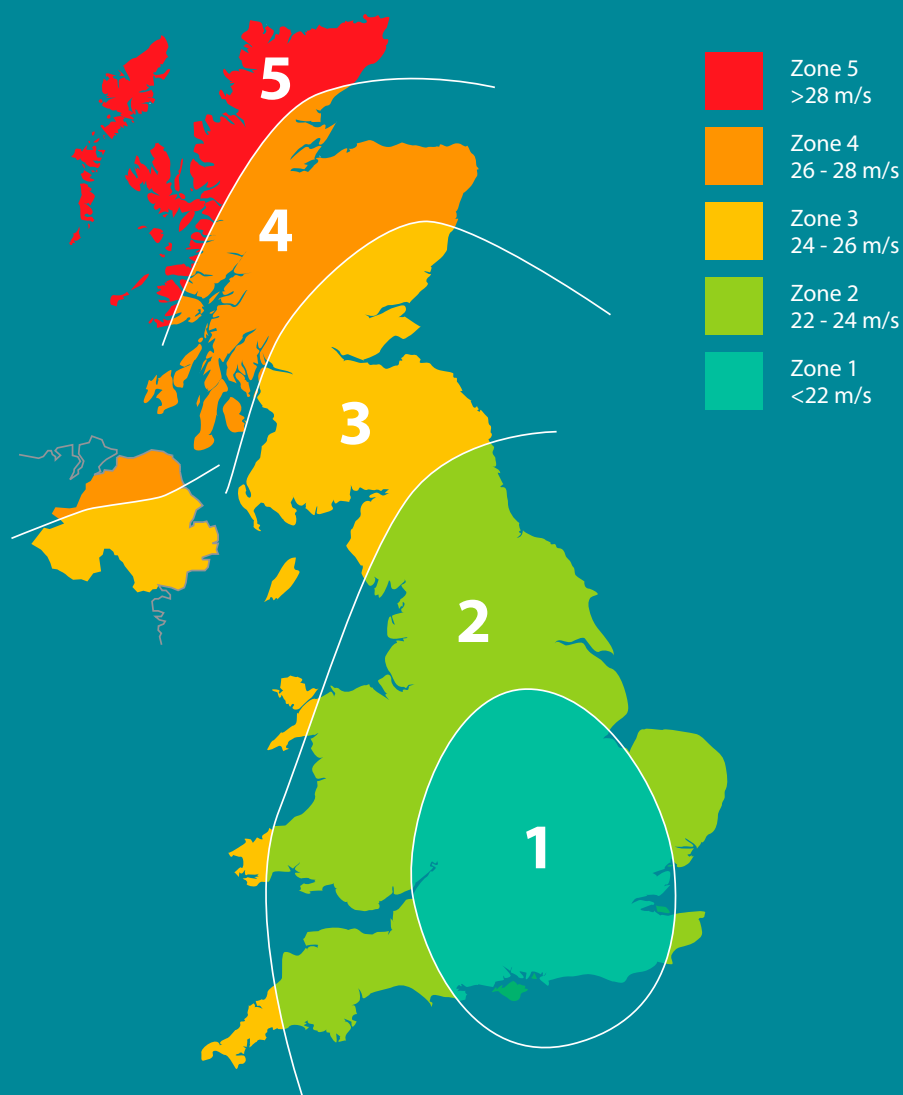 5
4
3
2
1
Zone 5
>28 m/s
Zone 4
26 - 28 m/s
Zone 3
24 - 26 m/s
Zone 2
22 - 24 m/s
Zone 1
<22 m/s